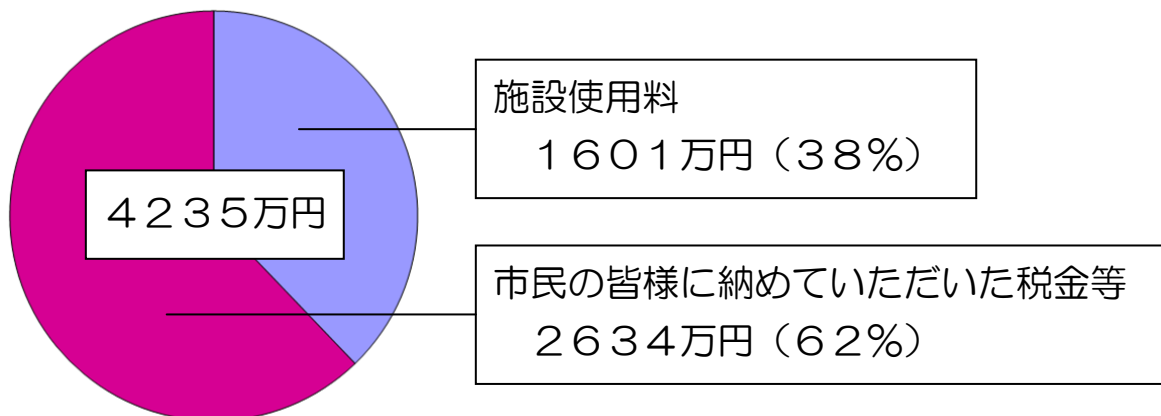 施設使用料
１６０１万円（３８％）
４２３５万円
市民の皆様に納めていただいた税金等
２６３４万円（６２％）